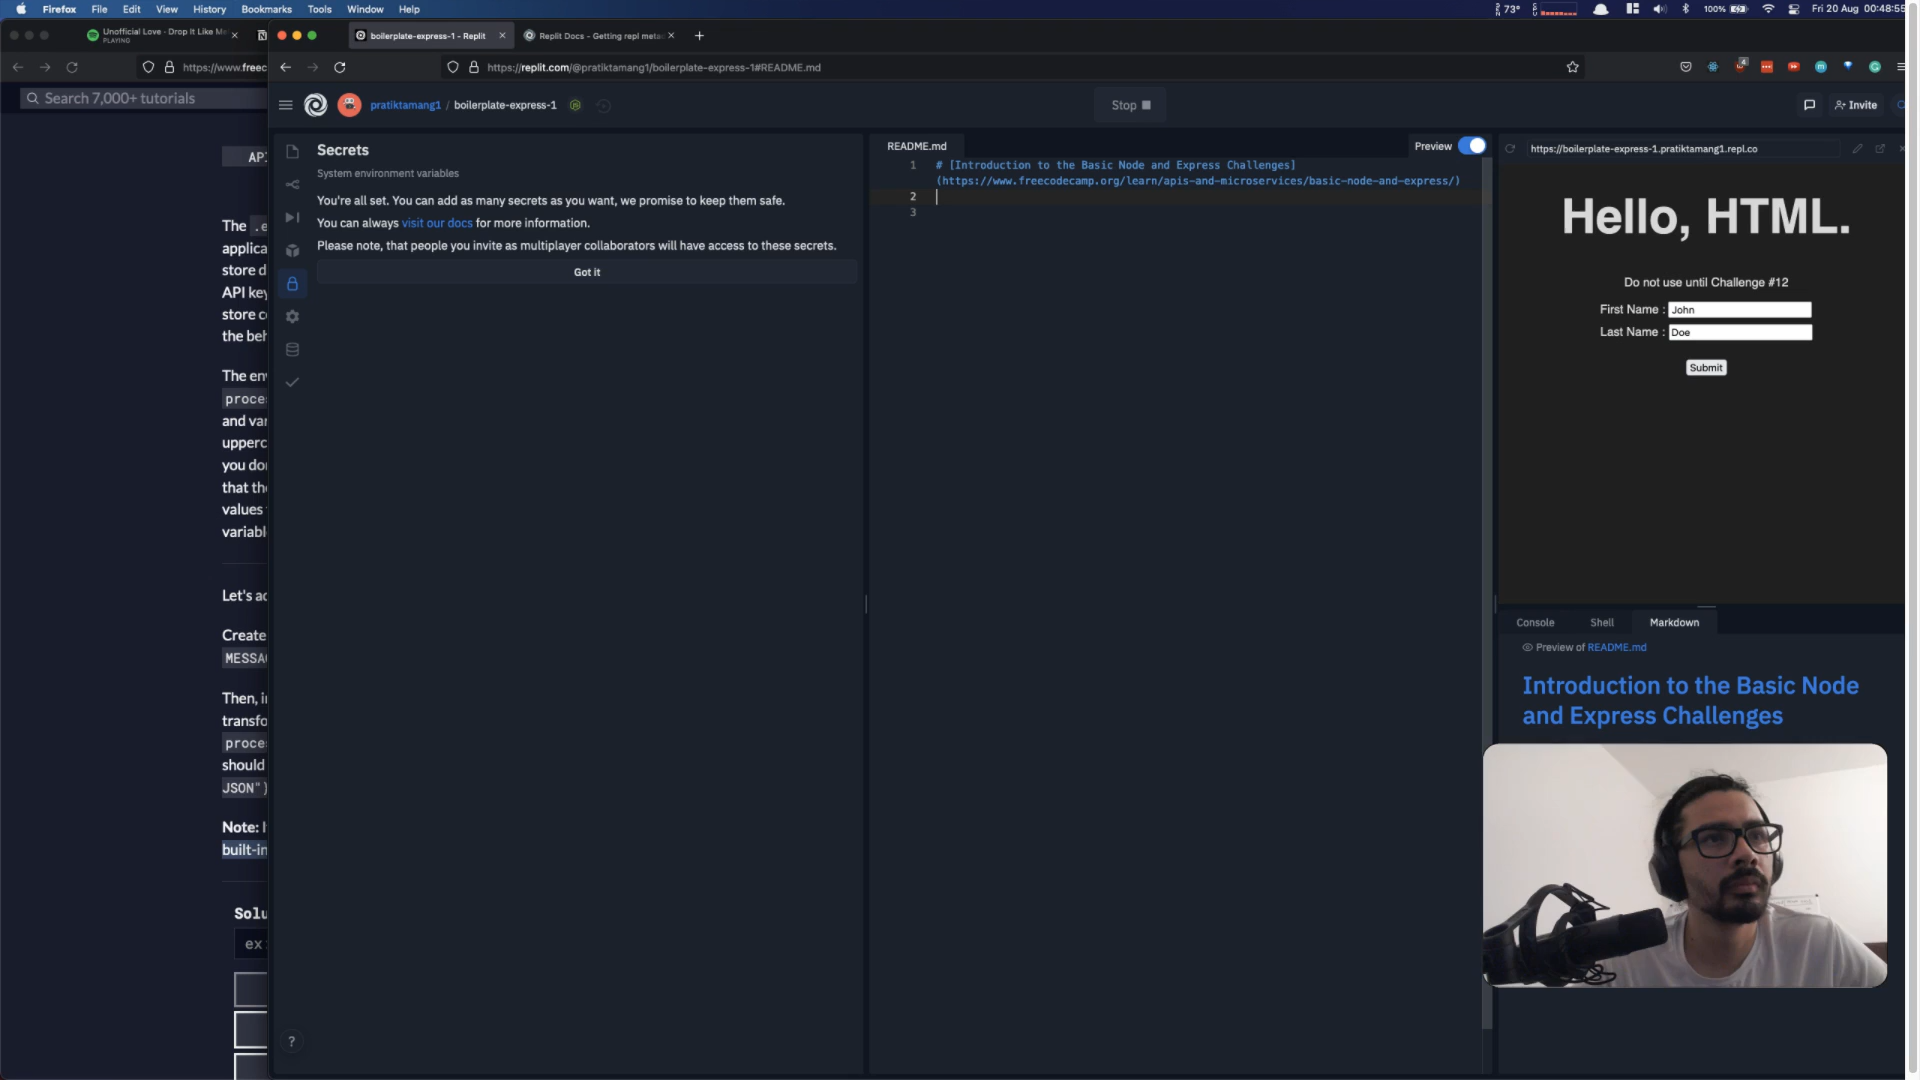 Firefox File Edit View History Bookmarks Tools Window Help
73° 100% Fri 20 Aug 00:48:55
Unofficial Love - Drop It Like M
PLAYING
boilerplate-express-1 - Replit
Replit Docs - Getting repl meta
https://www.freec
https://replit.com/@pratiktamang1/boilerplate-express-1#README.md
Search 7,000+ tutorials
pratiktamang1 / boilerplate-express-1
Stop
Invite
API
The .e
applica
store d
API key
store c
the beh
The en
proce
and var
upperc
you do
that the
values
variabl
Let's a
Create
MESSA
Then, i
transfo
proce
should
JSON")
Note: I
built-in
Solu
ex:
Secrets
System environment variables
You're all set. You can add as many secrets as you want, we promise to keep them safe.
You can always visit our docs for more information.
Please note, that people you invite as multiplayer collaborators will have access to these secrets.
Got it
?
README.md
Preview
1 # [Introduction to the Basic Node and Express Challenges]
(https://www.freecodecamp.org/learn/apis-and-microservices/basic-node-and-express/)
2
3
https://boilerplate-express-1.pratiktamang1.repl.co
Hello, HTML.
Do not use until Challenge #12
First Name : John
Last Name : Doe
Submit
Console Shell Markdown
Preview of README.md
Introduction to the Basic Node
and Express Challenges